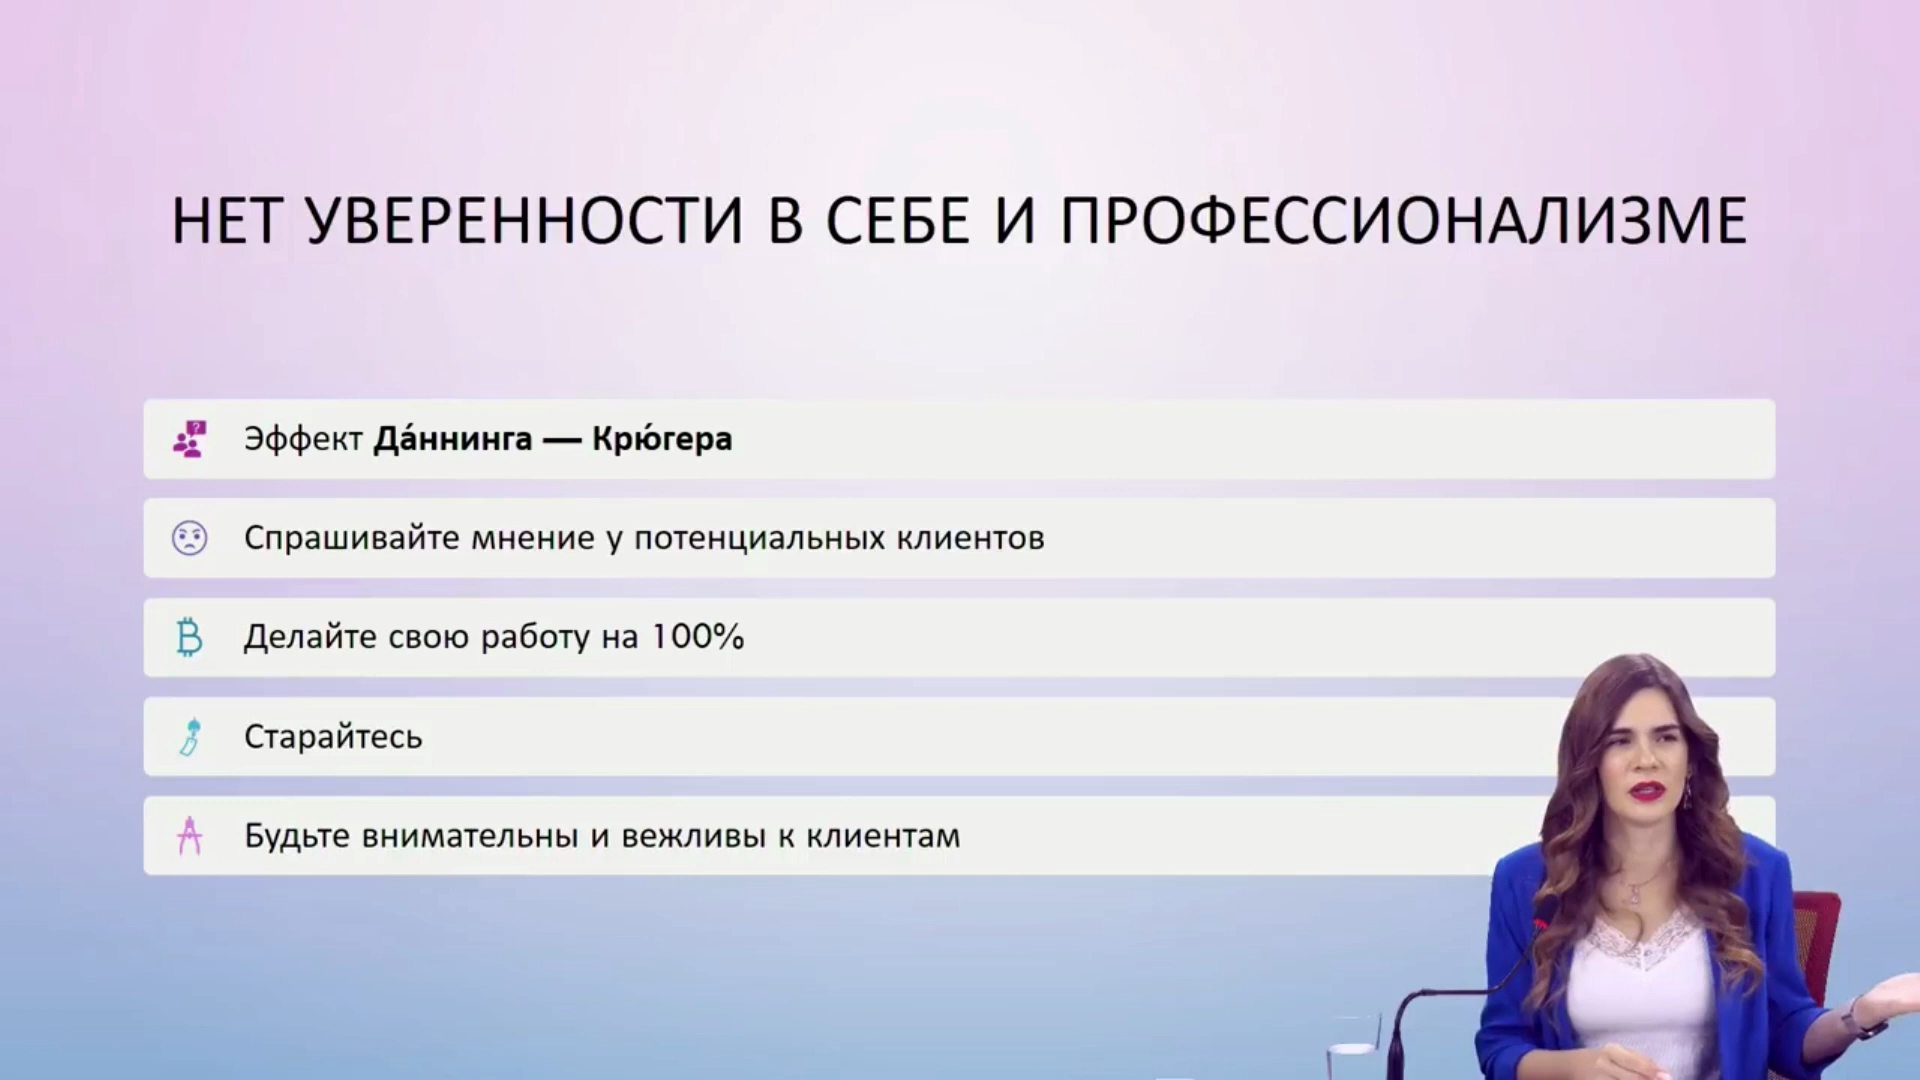 НЕТ УВЕРЕННОСТИ В СЕБЕ И ПРОФЕССИОНАЛИЗМЕ
Эффект Да́ннинга — Крю́гера
Спрашивайте мнение у потенциальных клиентов
Делайте свою работу на 100%
Старайтесь
Будьте внимательны и вежливы к клиентам